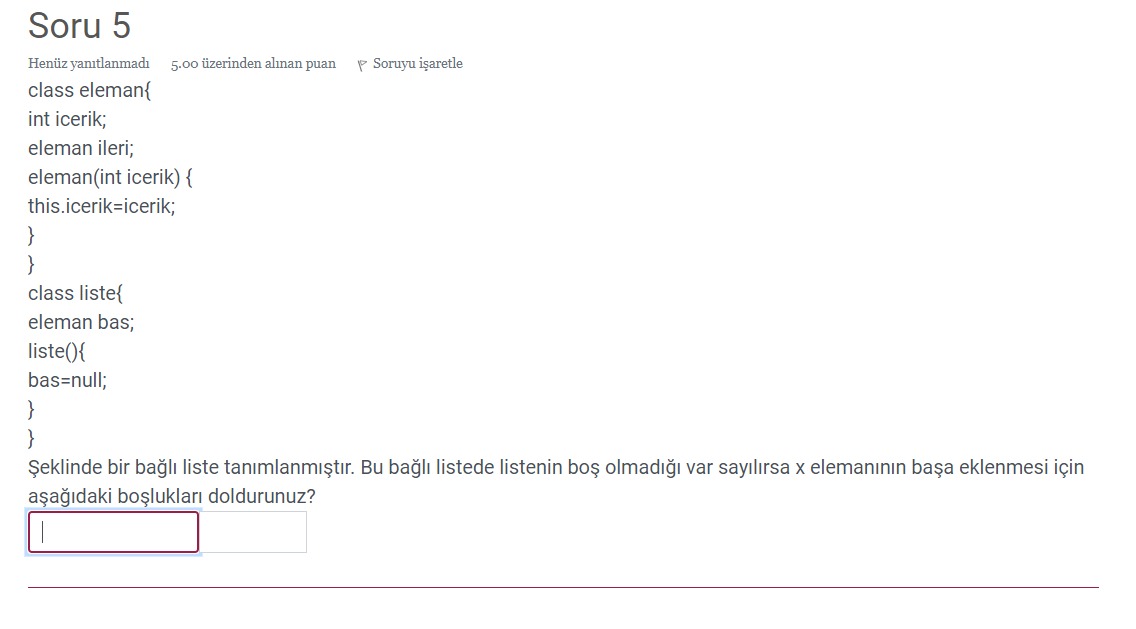 Soru 5
Henüz yanıtlanmadı 5.00 üzerinden alınan puan Soruyu işaretle
class eleman{
int icerik;
eleman ileri;
eleman(int icerik) {
this.icerik=icerik;
}
}
class liste{
eleman bas;
liste(){
bas=null;
}
}
Şeklinde bir bağlı liste tanımlanmıştır. Bu bağlı listede listenin boş olmadığı var sayılırsa x elemanının başa eklenmesi için
aşağıdaki boşlukları doldurunuz?